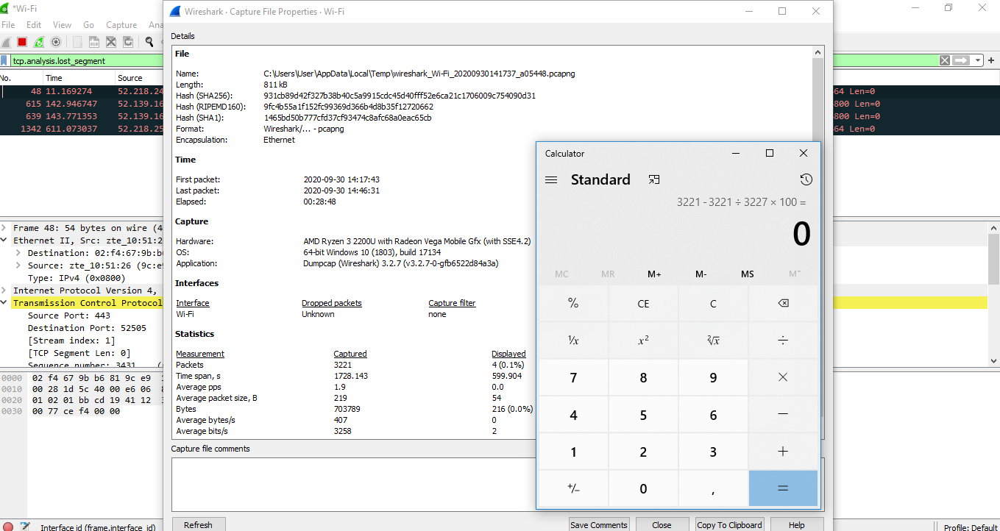 *Wi-Fi
File Edit View Go Capture
tcp.analysis.lost_segment
No. Time Source
48 11.169274 52.218.24
615 142.946747 52.139.16
639 143.771353 52.139.16
1342 611.073037 52.218.25
64 Len=0
800 Len=0
800 Len=0
64 Len=0
Frame 48: 54 bytes on wire (4
Ethernet II, Src: zte_10:51:2
Destination: 02:f4:67:9b:b
Source: zte_10:51:26 (9c:e9
Type: IPv4 (0x0800)
Internet Protocol Version 4,
Transmission Control Protocol
Source Port: 443
Destination Port: 52505
[Stream index: 1]
[TCP Segment Len: 0]
Sequence number: 3431
0000 02 f4 67 9b b6 81 9c e9
0010 00 28 1d 5c 40 00 e6 06
0020 01 02 01 bb cd 19 41 12
0030 00 77 ce f4 00 00
Interface id (frame.interface_id)
Profile: Default
Wireshark · Capture File Properties · Wi-Fi
Details
File
Name: C:\Users\User\AppData\Local\Temp\wireshark_Wi-Fi_20200930141737_a05448.pcapng
Length: 811 kB
Hash (SHA256): 931cb89d42f327b38b40c5a9915cdc45d40fff52e6ca21c1706009c754090d31
Hash (RIPEMD160): 9fc4b55a1f152fc99369d366b4d8b35f12720662
Hash (SHA1): 1465bd50b777cfd37cf93474c8afc68a0eac65cb
Format: Wireshark/... - pcapng
Encapsulation: Ethernet
Time
First packet: 2020-09-30 14:17:43
Last packet: 2020-09-30 14:46:31
Elapsed: 00:28:48
Capture
Hardware: AMD Ryzen 3 2200U with Radeon Vega Mobile Gfx (with SSE4.2)
OS: 64-bit Windows 10 (1803), build 17134
Application: Dumpcap (Wireshark) 3.2.7 (v3.2.7-0-gfb6522d84a3a)
Interfaces
Interface Dropped packets Capture filter
Wi-Fi Unknown none
Statistics
Measurement Captured Displayed
Packets 3221 4 (0.1%)
Time span, s 1728.143 599.904
Average pps 1.9 0.0
Average packet size, B 219 54
Bytes 703789 216 (0.0%)
Average bytes/s 407 0
Average bits/s 3258 2
Capture file comments
Refresh Save Comments Close Copy To Clipboard Help
Calculator
Standard
3221 - 3221 ÷ 3227 × 100 =
0
MC MR M+ M- MS M˅
% CE C ⌫
¹/x x² ²√x ÷
7 8 9 ×
4 5 6 −
1 2 3 +
+/− 0 , =